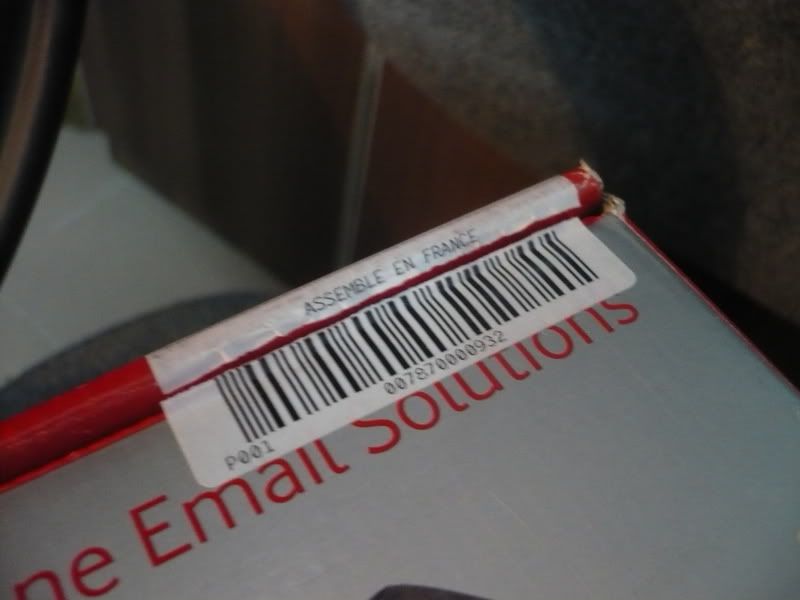 ASSEMBLE EN FRANCE
007870000932
P001
ne Email Solutions